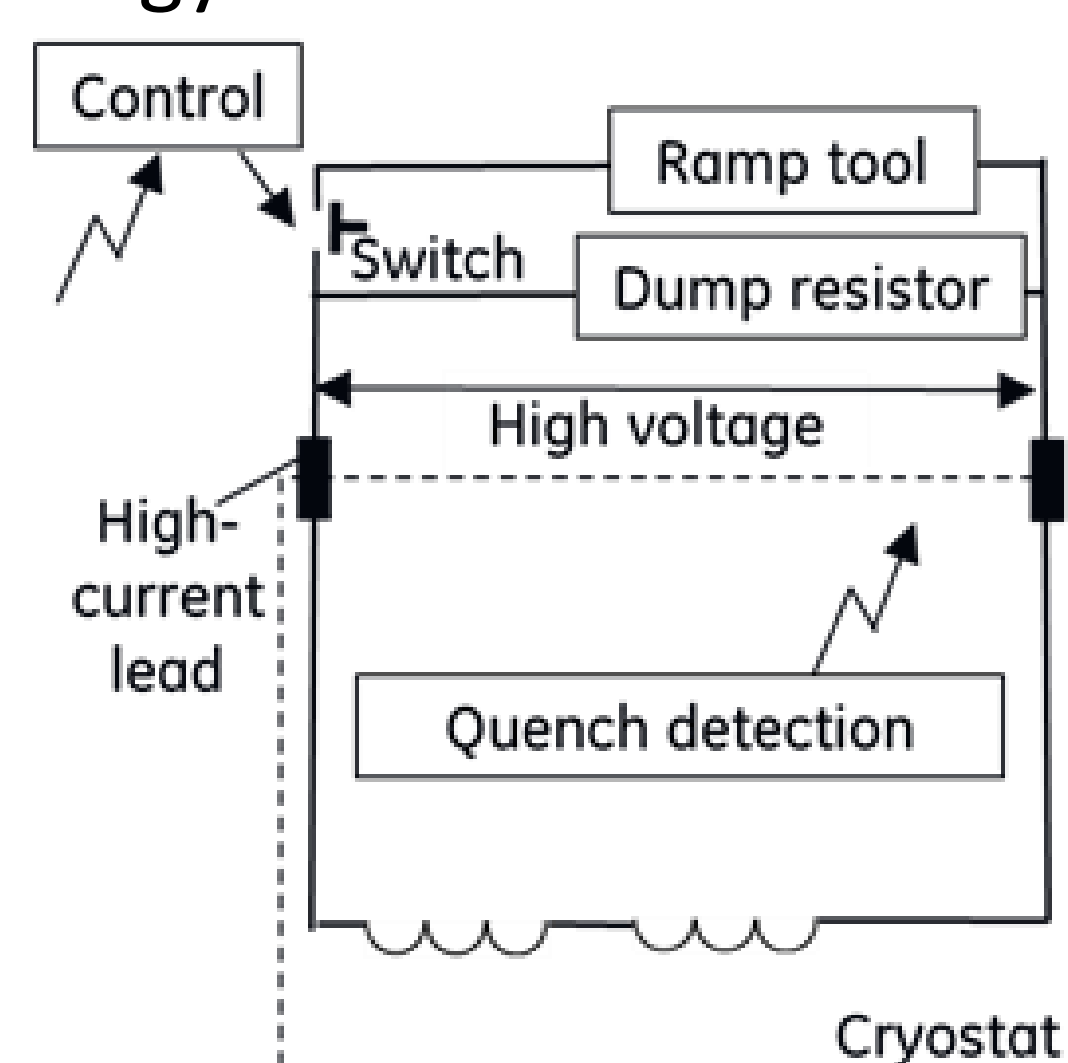 Control
Ramp tool
Switch
Dump resistor
High voltage
High-
current
lead
Quench detection
Cryostat